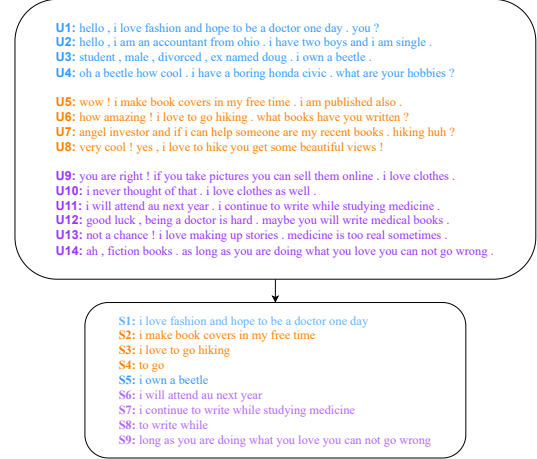 U1: hello , i love fashion and hope to be a doctor one day . you ?
U2: hello , i am an accountant from ohio . i have two boys and i am single .
U3: student , male , divorced , ex named doug . i own a beetle .
U4: oh a beetle how cool . i have a boring honda civic . what are your hobbies ?
U5: wow ! i make book covers in my free time . i am published also .
U6: how amazing ! i love to go hiking . what books have you written ?
U7: angel investor and if i can help someone are my recent books . hiking huh ?
U8: very cool ! yes , i love to hike you get some beautiful views !
U9: you are right ! if you take pictures you can sell them online . i love clothes .
U10: i never thought of that . i love clothes as well .
U11: i will attend au next year . i continue to write while studying medicine .
U12: good luck , being a doctor is hard . maybe you will write medical books .
U13: not a chance ! i love making up stories . medicine is too real sometimes .
U14: ah , fiction books . as long as you are doing what you love you can not go wrong .
S1: i love fashion and hope to be a doctor one day
S2: i make book covers in my free time
S3: i love to go hiking
S4: to go
S5: i own a beetle
S6: i will attend au next year
S7: i continue to write while studying medicine
S8: to write while
S9: long as you are doing what you love you can not go wrong